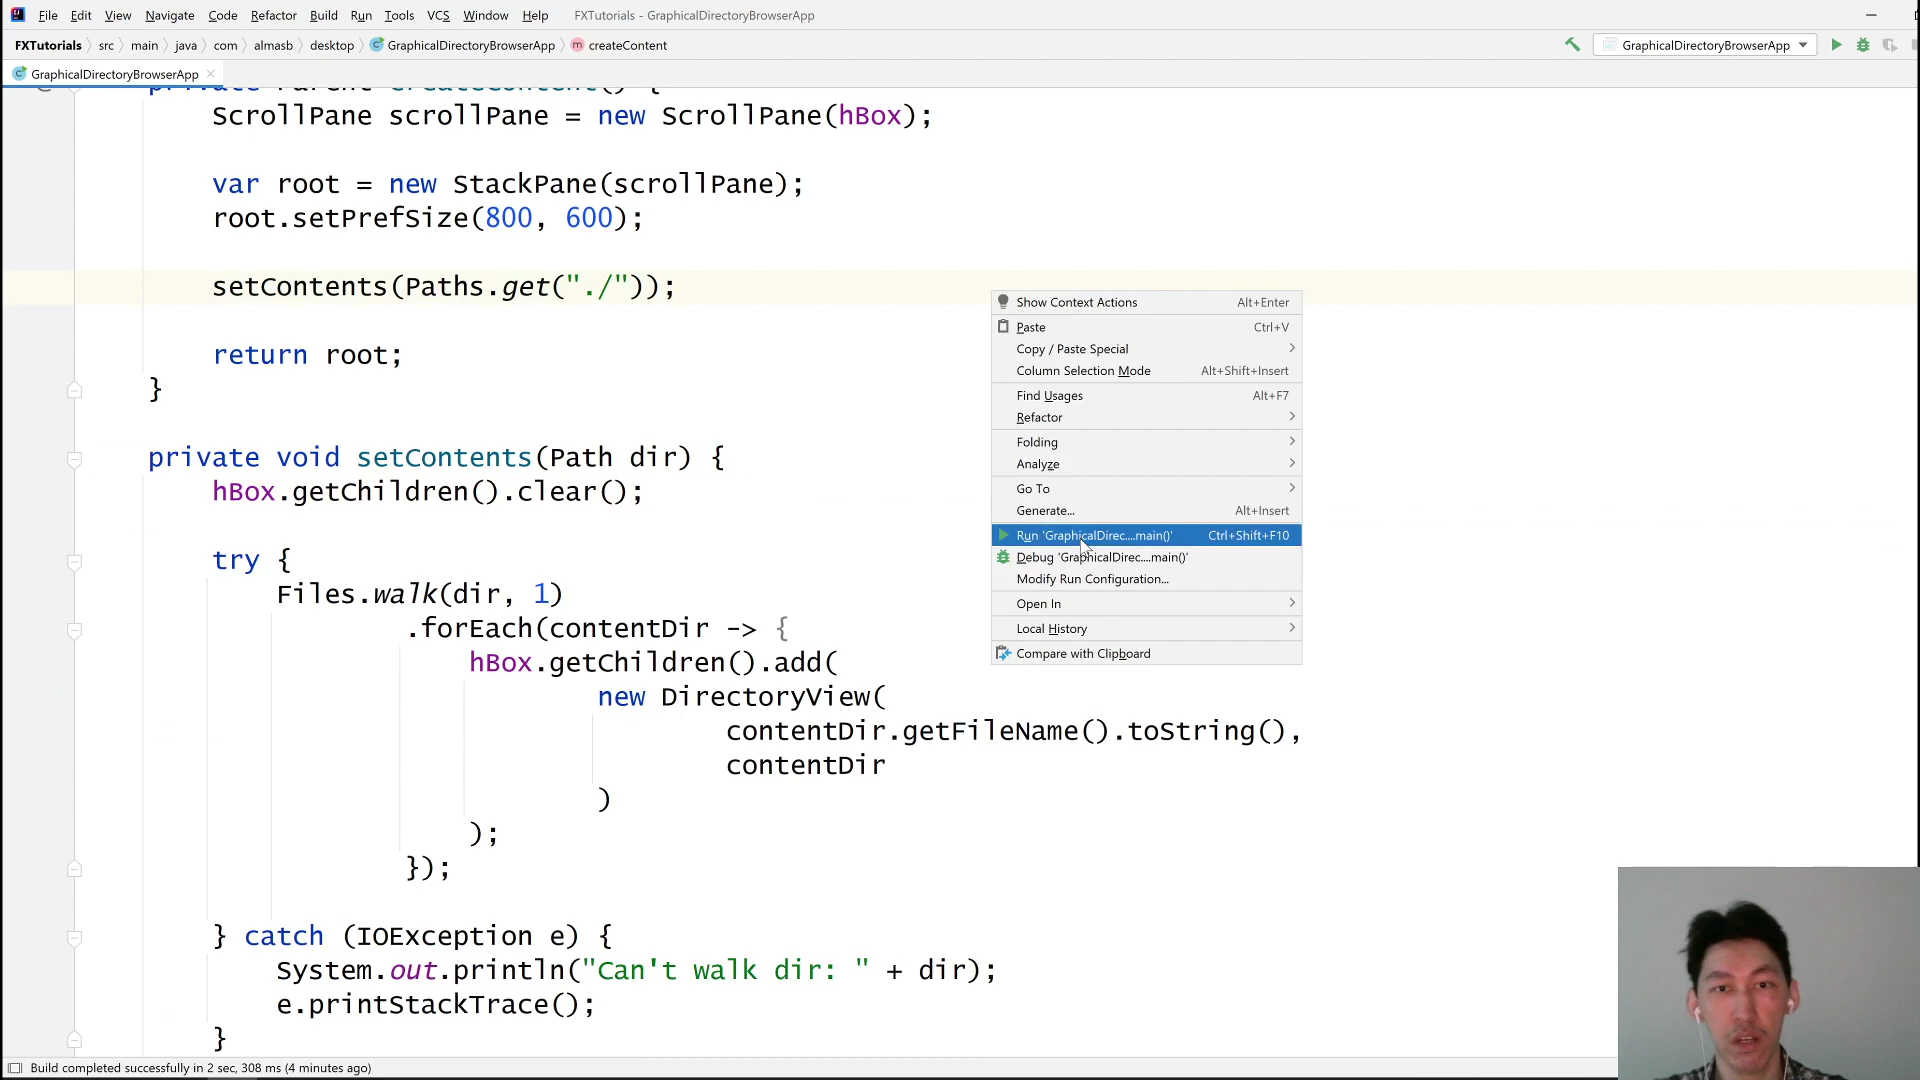 File Edit View Navigate Code Refactor Build Run Tools VCS Window Help FXTutorials - GraphicalDirectoryBrowserApp
FXTutorials src main java com almasb desktop GraphicalDirectoryBrowserApp createContent GraphicalDirectoryBrowserApp
GraphicalDirectoryBrowserApp
private Parent createContent() {
ScrollPane scrollPane = new ScrollPane(hBox);
var root = new StackPane(scrollPane);
root.setPrefSize(800, 600);
setContents(Paths.get("./"));
return root;
}
private void setContents(Path dir) {
hBox.getChildren().clear();
try {
Files.walk(dir, 1)
.forEach(contentDir -> {
hBox.getChildren().add(
new DirectoryView(
contentDir.getFileName().toString(),
contentDir
)
);
});
} catch (IOException e) {
System.out.println("Can't walk dir: " + dir);
e.printStackTrace();
}
Show Context Actions Alt+Enter
Paste Ctrl+V
Copy / Paste Special
Column Selection Mode Alt+Shift+Insert
Find Usages Alt+F7
Refactor
Folding
Analyze
Go To
Generate... Alt+Insert
Run 'GraphicalDirec....main()' Ctrl+Shift+F10
Debug 'GraphicalDirec....main()'
Modify Run Configuration...
Open In
Local History
Compare with Clipboard
Build completed successfully in 2 sec, 308 ms (4 minutes ago)